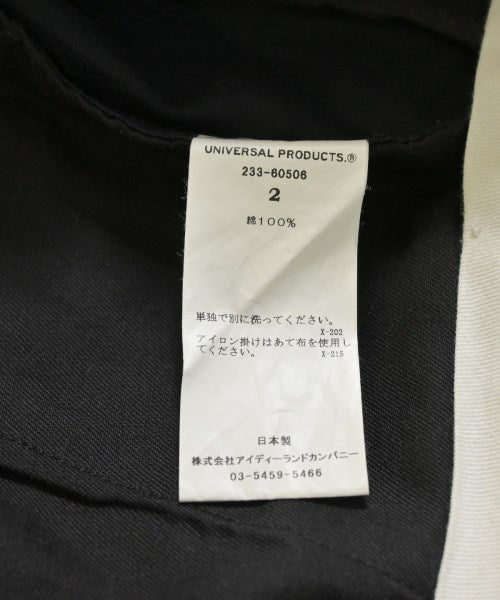 UNIVERSAL PRODUCTS.®
233-60506
2
綿100%
単独で別に洗ってください。
X-202
アイロン掛けはあて布を使用し
てください。 X-215
日本製
株式会社アイディーランドカンパニー
03-5459-5466